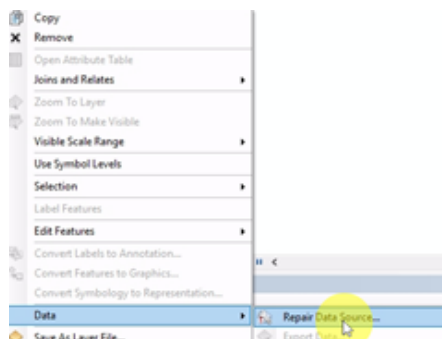 Copy
Remove
Open Attribute Table
Joins and Relates
Zoom To Layer
Zoom To Make Visible
Visible Scale Range
Use Symbol Levels
Selection
Label Features
Edit Features
Convert Labels to Annotation...
Convert Features to Graphics...
Convert Symbology to Representation...
Data
Repair Data Source...
Save As Layer File...
Export Data...